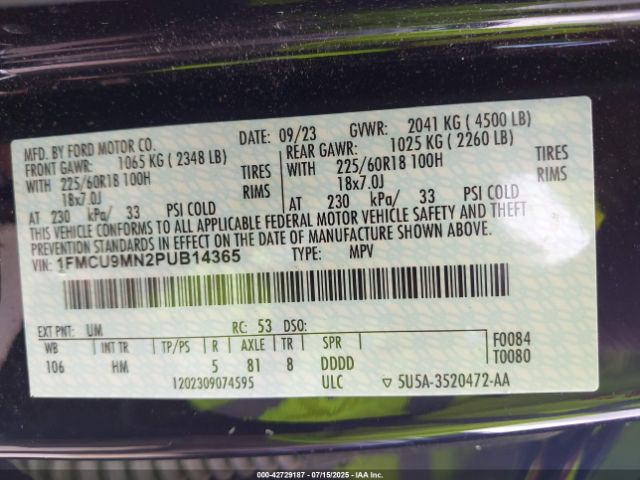 MFD. BY FORD MOTOR CO.
DATE: 09/23 GVWR: 2041 KG ( 4500 LB)
FRONT GAWR: 1065 KG ( 2348 LB) REAR GAWR: 1025 KG ( 2260 LB)
WITH 225/60R18 100H TIRES WITH 225/60R18 100H TIRES
18x7.0J RIMS 18x7.0J RIMS
AT 230 kPa/ 33 PSI COLD AT 230 kPa/ 33 PSI COLD
THIS VEHICLE CONFORMS TO ALL APPLICABLE FEDERAL MOTOR VEHICLE SAFETY AND THEFT
PREVENTION STANDARDS IN EFFECT ON THE DATE OF MANUFACTURE SHOWN ABOVE.
VIN: 1FMCU9MN2PUB14365 TYPE: MPV
EXT PNT: UM RC: 53 DSO:
WB INT TR TP/PS R AXLE TR SPR F0084
106 HM 5 81 8 DDDD T0080
1202309074595 ULC ▽ 5U5A-3520472-AA
000-42729187 | 07/15/2025 | IAA Inc.